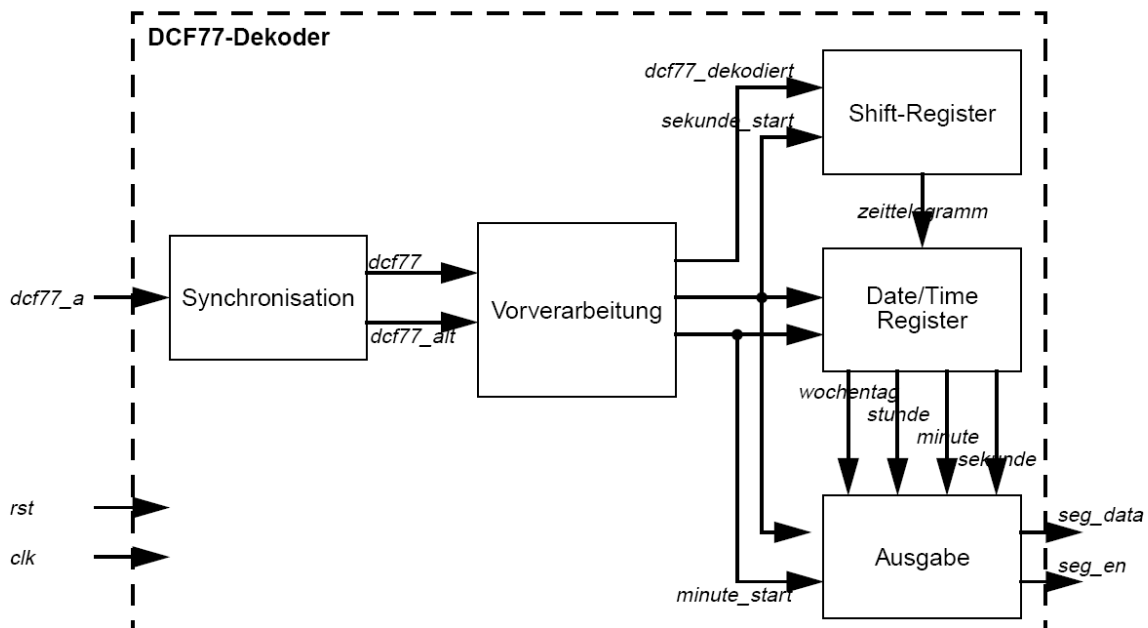 DCF77-Dekoder
dcf77_dekodiert
sekunde_start
Shift-Register
zeittelegramm
dcf77_a
Synchronisation
dcf77
dcf77_alt
Vorverarbeitung
Date/Time
Register
wochentag
stunde
minute
sekunde
rst
clk
minute_start
Ausgabe
seg_data
seg_en